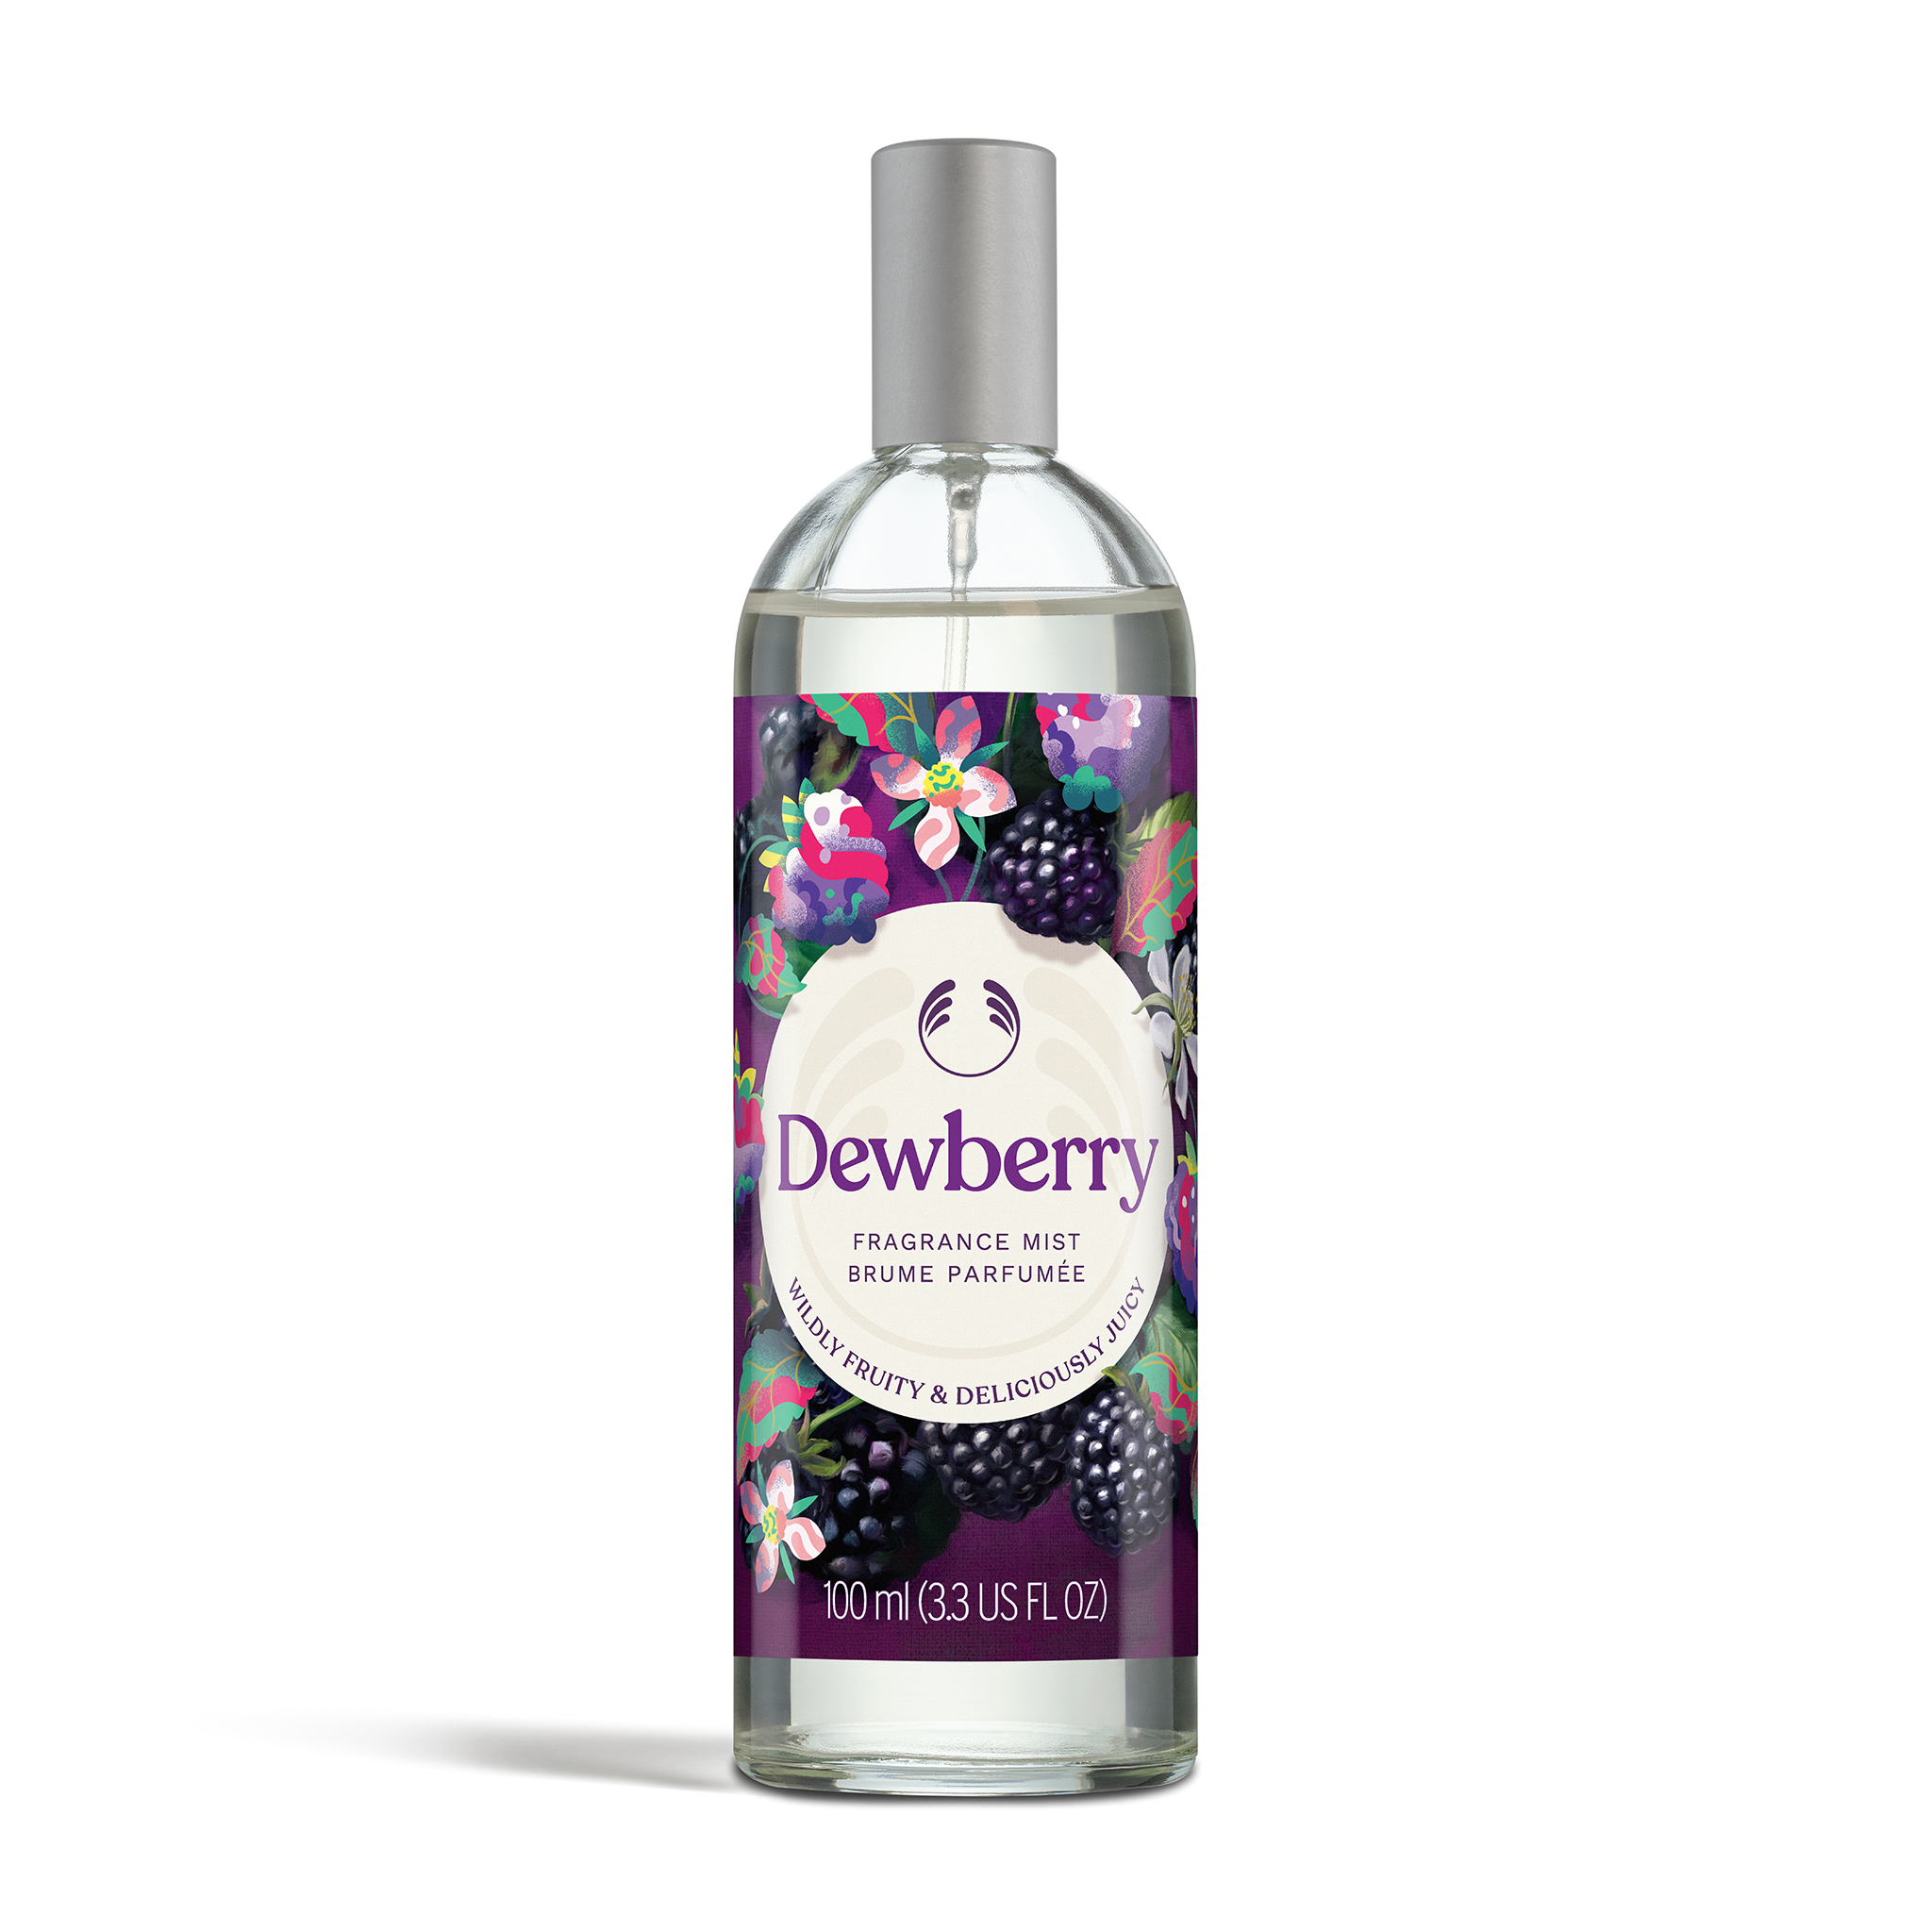 Dewberry
FRAGRANCE MIST
BRUME PARFUMÉE
WILDLY FRUITY & DELICIOUSLY JUICY
100 ml (3.3 US FL OZ)